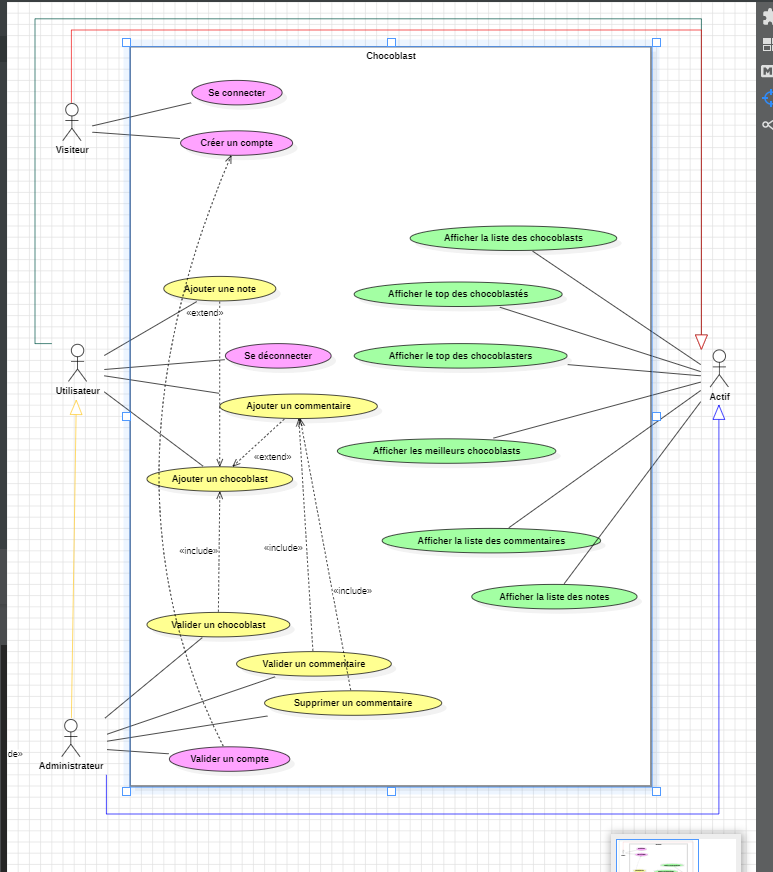 Chocoblast
Se connecter
Créer un compte
Visiteur
Afficher la liste des chocoblasts
Ajouter une note
Afficher le top des chocoblastés
«extend»
Se déconnecter
Afficher le top des chocoblasters
Utilisateur
Actif
Ajouter un commentaire
Afficher les meilleurs chocoblasts
«extend»
Ajouter un chocoblast
Afficher la liste des commentaires
«include»
«include»
«include»
Afficher la liste des notes
Valider un chocoblast
Valider un commentaire
Supprimer un commentaire
de»
Administrateur
Valider un compte